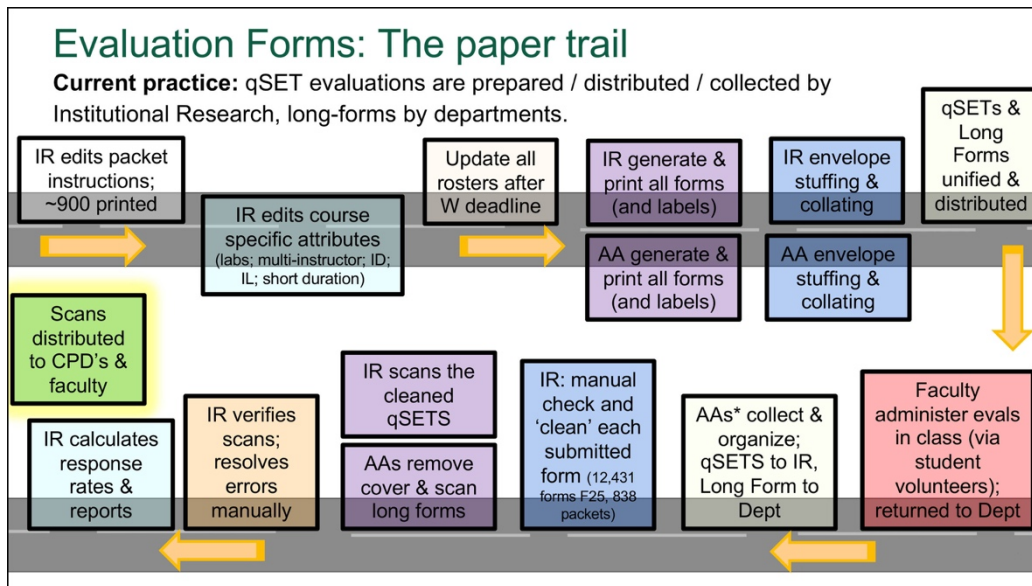 Evaluation Forms: The paper trail
Current practice: qSET evaluations are prepared / distributed / collected by
Institutional Research, long-forms by departments.
IR edits packet
instructions;
~900 printed
IR edits course
specific attributes
(labs; multi-instructor; ID;
IL; short duration)
Update all
rosters after
W deadline
IR generate &
print all forms
(and labels)
AA generate &
print all forms
(and labels)
IR envelope
stuffing &
collating
AA envelope
stuffing &
collating
qSETs &
Long
Forms
unified &
distributed
Faculty
administer evals
in class (via
student
volunteers);
returned to Dept
AAs* collect &
organize;
qSETS to IR,
Long Form to
Dept
IR: manual
check and
‘clean’ each
submitted
form (12,431
forms F25, 838
packets)
IR scans the
cleaned
qSETS
AAs remove
cover & scan
long forms
IR verifies
scans;
resolves
errors
manually
IR calculates
response
rates &
reports
Scans
distributed
to CPD’s &
faculty